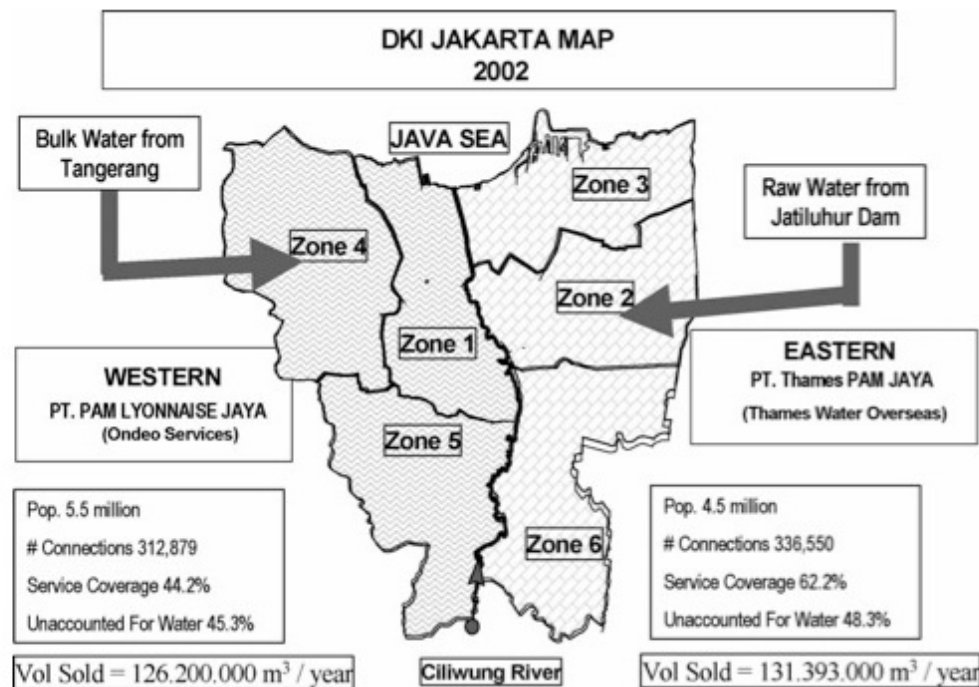 DKI JAKARTA MAP
2002
Bulk Water from
Tangerang
JAVA SEA
Zone 3
Raw Water from
Jatiluhur Dam
Zone 4
Zone 2
Zone 1
WESTERN
PT. PAM LYONNAISE JAYA
(Ondeo Services)
EASTERN
PT. Thames PAM JAYA
(Thames Water Overseas)
Zone 5
Zone 6
Pop. 5.5 million
# Connections 312,879
Service Coverage 44.2%
Unaccounted For Water 45.3%
Pop. 4.5 million
# Connections 336,550
Service Coverage 62.2%
Unaccounted For Water 48.3%
Vol Sold = 126.200.000 m³ / year
Ciliwung River
Vol Sold = 131.393.000 m³ / year